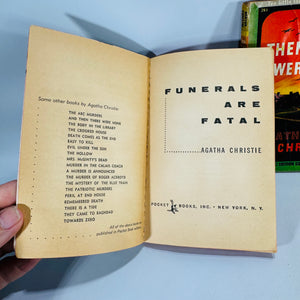 Some other books by Agatha Christie
THE ABC MURDERS
AND THEN THERE WERE NONE
THE BODY IN THE LIBRARY
THE CROOKED HOUSE
DEATH COMES AS THE END
EASY TO KILL
EVIL UNDER THE SUN
THE HOLLOW
MRS. McGINTY'S DEAD
MURDER IN THE CALAIS COACH
A MURDER IS ANNOUNCED
THE MURDER OF ROGER ACKROYD
THE MYSTERY OF THE BLUE TRAIN
THE PATRIOTIC MURDERS
PERIL AT END HOUSE
REMEMBERED DEATH
THERE IS A TIDE
THEY CAME TO BAGHDAD
TOWARDS ZERO
All of the above
published in Pocket Book editions
FUNERALS
ARE
FATAL
AGATHA CHRISTIE
POCKET BOOKS, INC. • NEW YORK, N. Y.
THE
WER
CHR